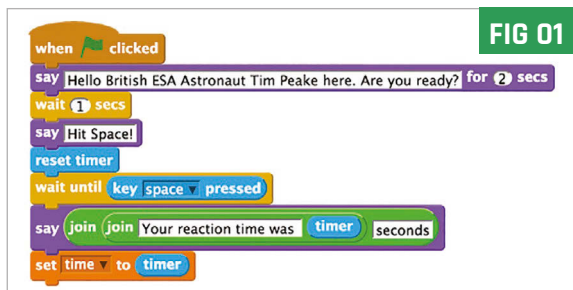 FIG 01
when clicked
say Hello British ESA Astronaut Tim Peake here. Are you ready? for 2 secs
wait 1 secs
say Hit Space!
reset timer
wait until key space pressed
say join join Your reaction time was timer seconds
set time to timer